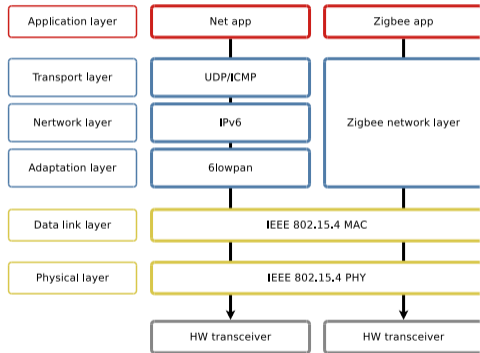 Application layer
Net app
Zigbee app
Transport layer
UDP/ICMP
Nertwork layer
IPv6
Zigbee network layer
Adaptation layer
6lowpan
Data link layer
IEEE 802.15.4 MAC
Physical layer
IEEE 802.15.4 PHY
HW transceiver
HW transceiver